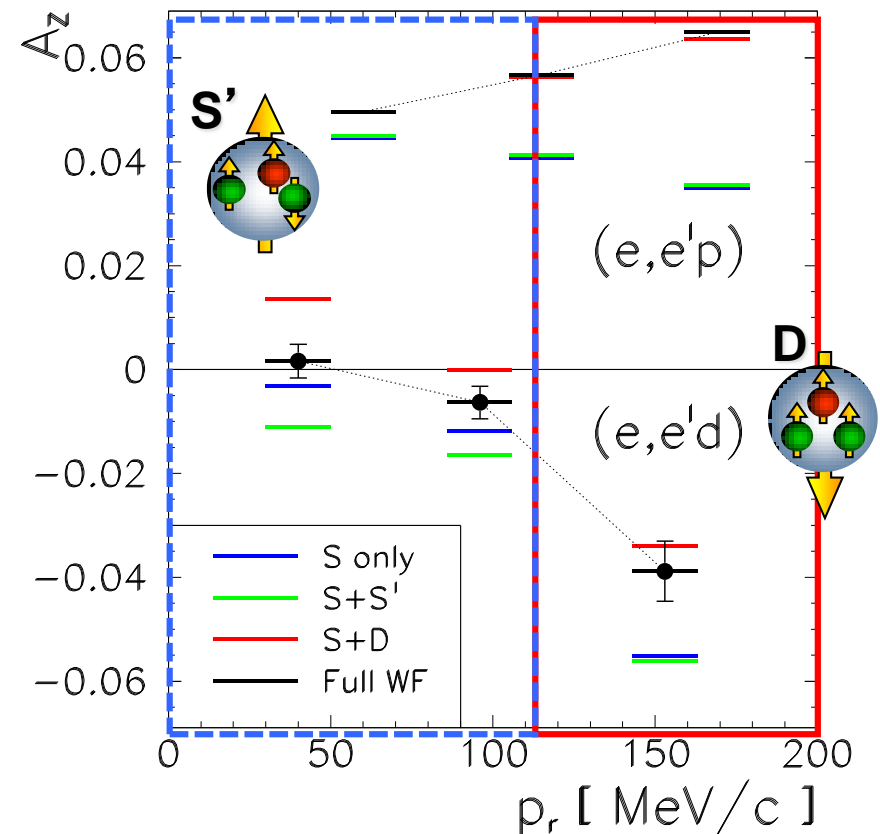 A_z
0.06
0.04
0.02
0
−0.02
−0.04
−0.06
S'
(e,e'p)
D
(e,e'd)
S only
S+S'
S+D
Full WF
0 50 100 150 200
p_r [ MeV/c ]